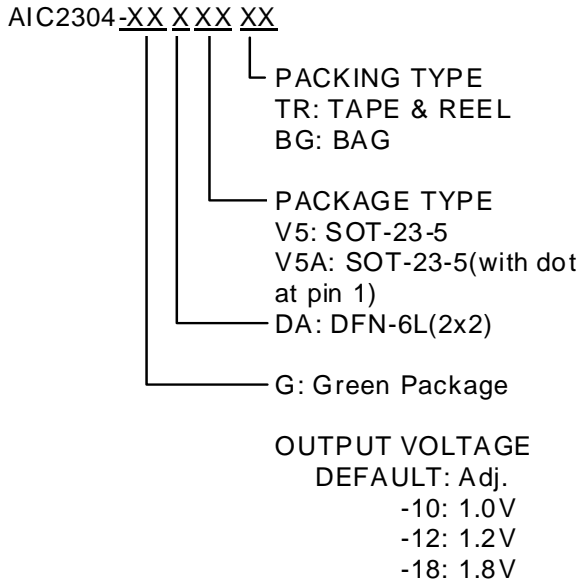 AIC2304-XX X XX XX
PACKING TYPE
TR: TAPE & REEL
BG: BAG
PACKAGE TYPE
V5: SOT-23-5
V5A: SOT-23-5(with dot
at pin 1)
DA: DFN-6L(2x2)
G: Green Package
OUTPUT VOLTAGE
DEFAULT: Adj.
-10: 1.0V
-12: 1.2V
-18: 1.8V